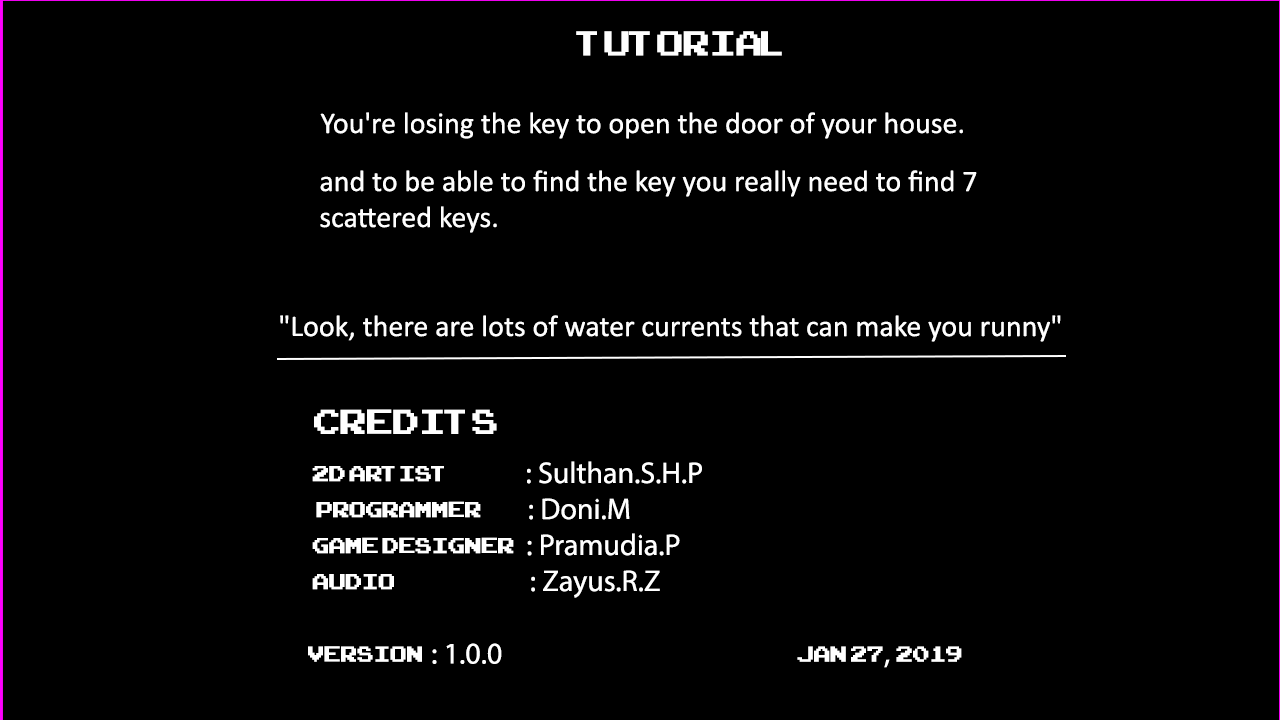 TUTORIAL
You're losing the key to open the door of your house.
and to be able to find the key you really need to find 7
scattered keys.
"Look, there are lots of water currents that can make you runny"
CREDITS
2D ARTIST : Sulthan.S.H.P
PROGRAMMER : Doni.M
GAME DESIGNER : Pramudia.P
AUDIO : Zayus.R.Z
VERSION : 1.0.0 JAN 27, 2019